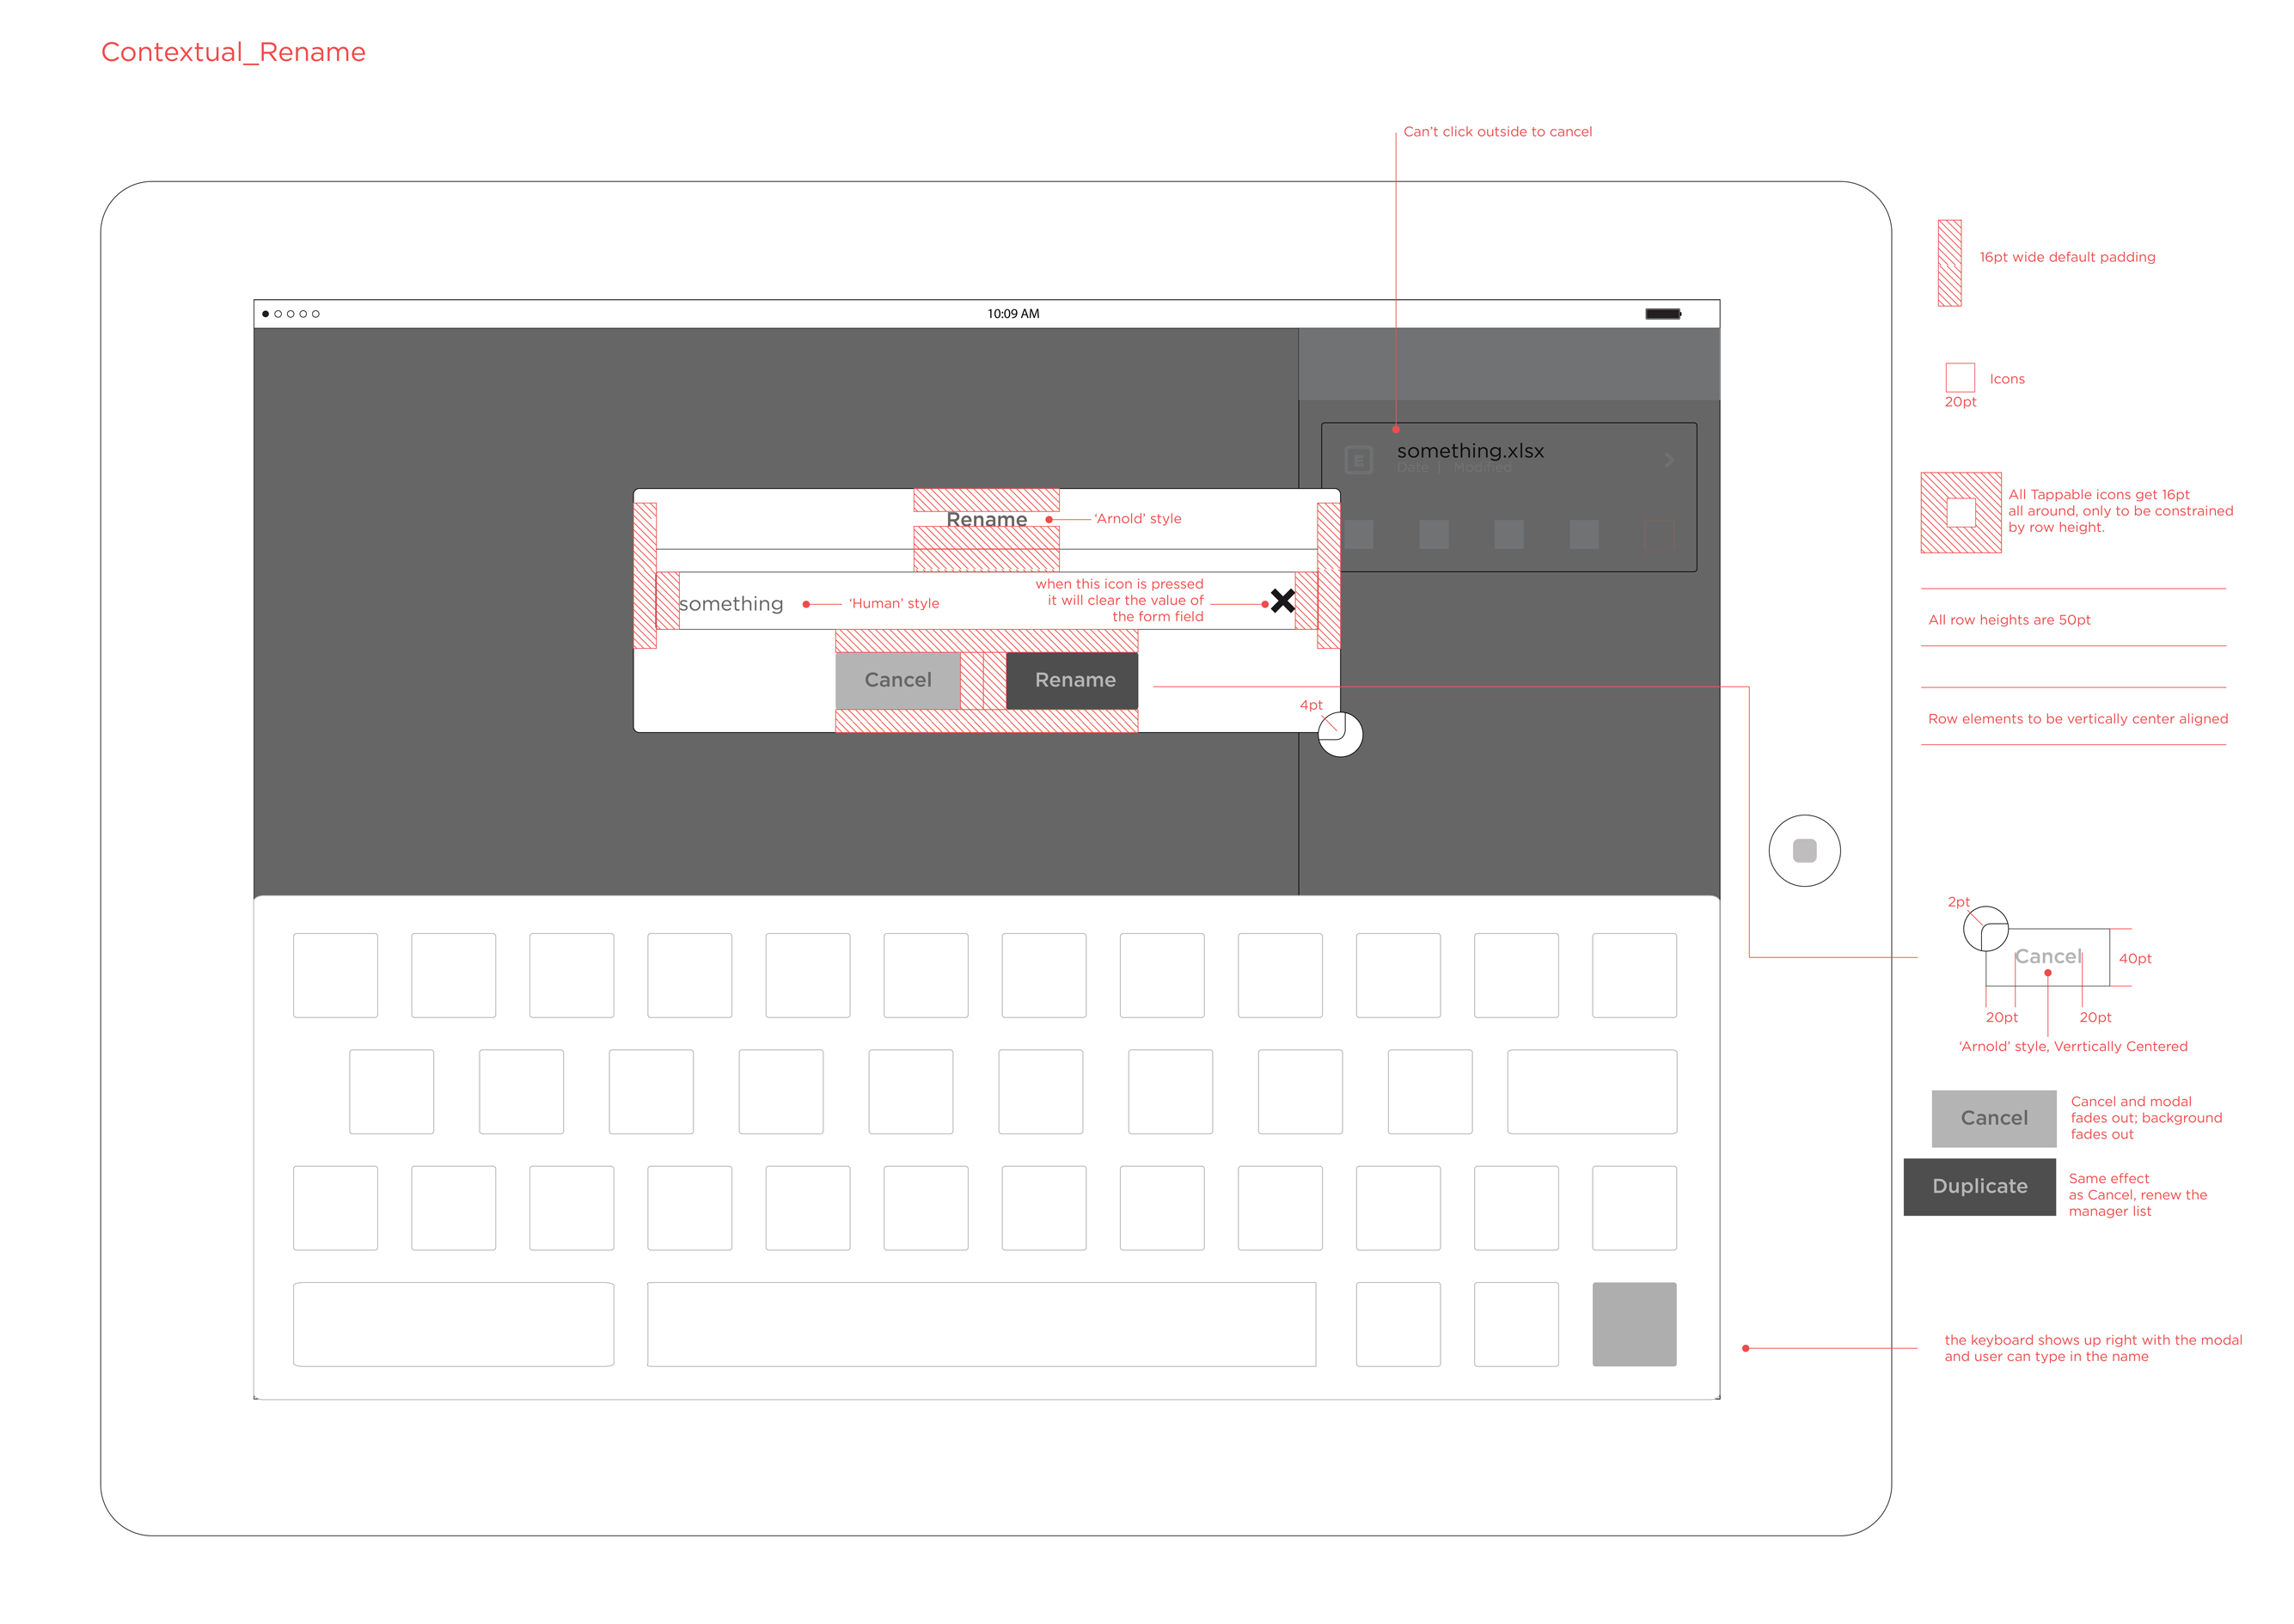 Contextual_Rename
Can't click outside to cancel
10:09 AM
16pt wide default padding
Icons
20pt
E
something.xlsx
Date | Modified
All Tappable icons get 16pt
all around, only to be constrained
by row height.
Rename
'Arnold' style
something
'Human' style
when this icon is pressed
it will clear the value of
the form field
All row heights are 50pt
Cancel
Rename
4pt
Row elements to be vertically center aligned
2pt
Cancel
40pt
20pt
20pt
'Arnold' style, Verrtically Centered
Cancel
Cancel and modal
fades out; background
fades out
Duplicate
Same effect
as Cancel, renew the
manager list
the keyboard shows up right with the modal
and user can type in the name